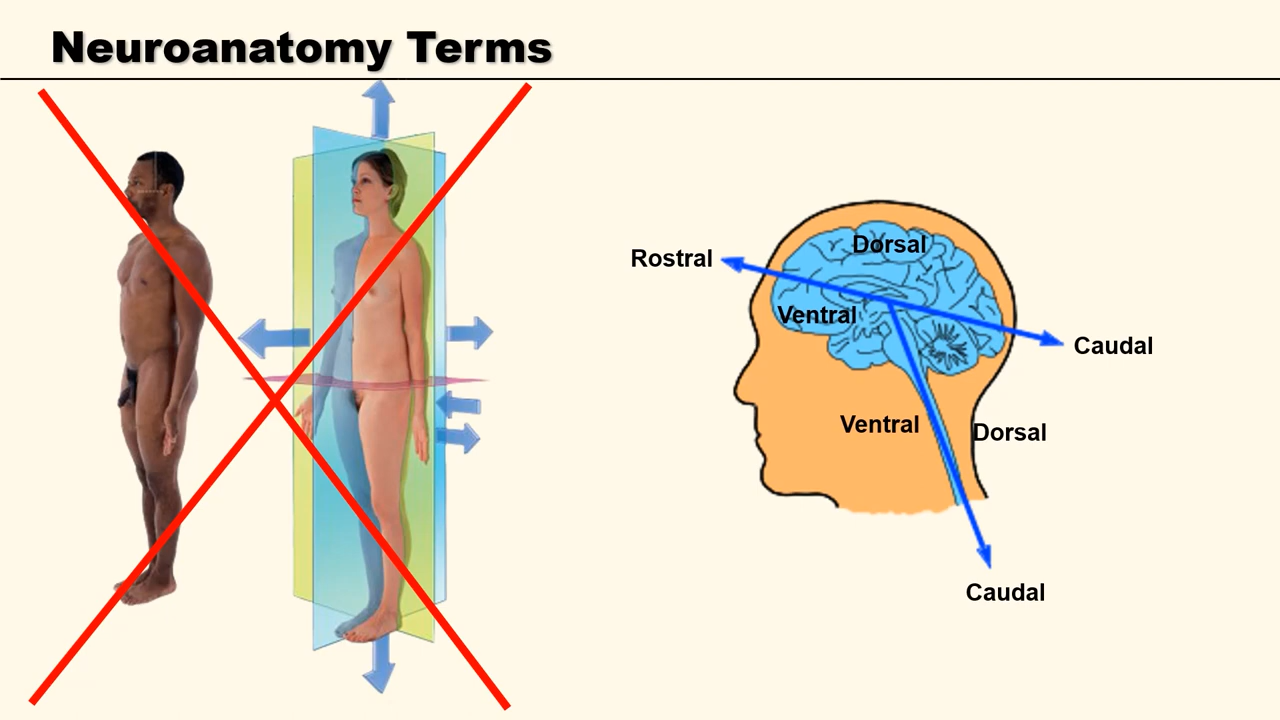 Neuroanatomy Terms
Dorsal
Rostral
Ventral
Caudal
Ventral
Dorsal
Caudal